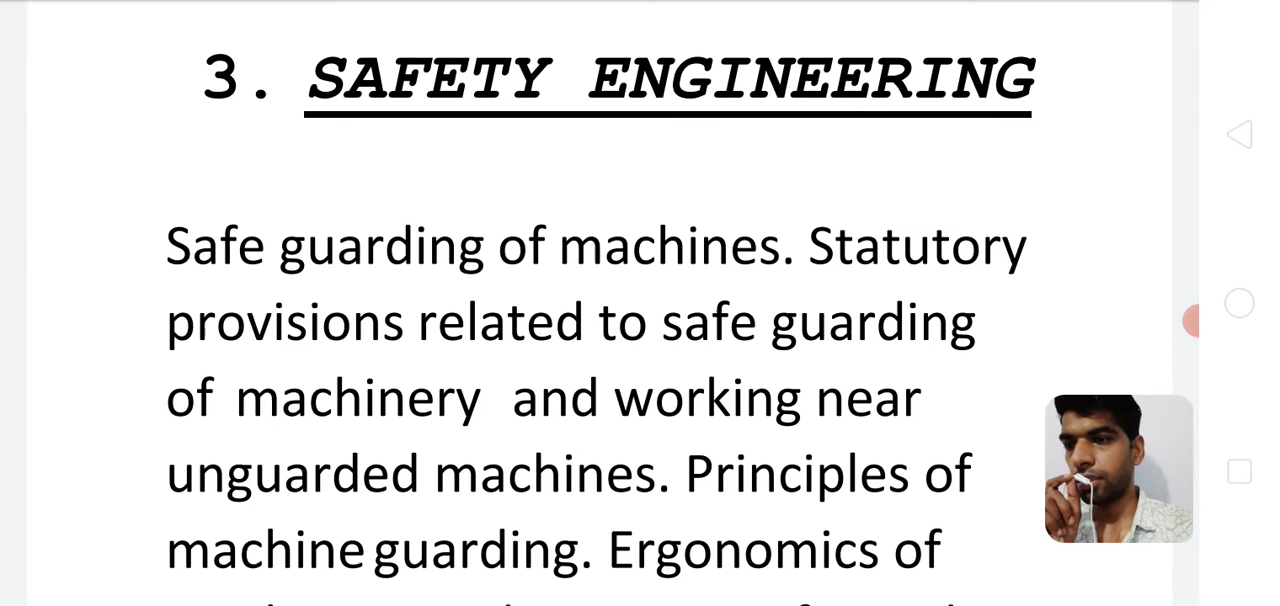 3. SAFETY ENGINEERING
Safe guarding of machines. Statutory
provisions related to safe guarding
of machinery and working near
unguarded machines. Principles of
machine guarding. Ergonomics of